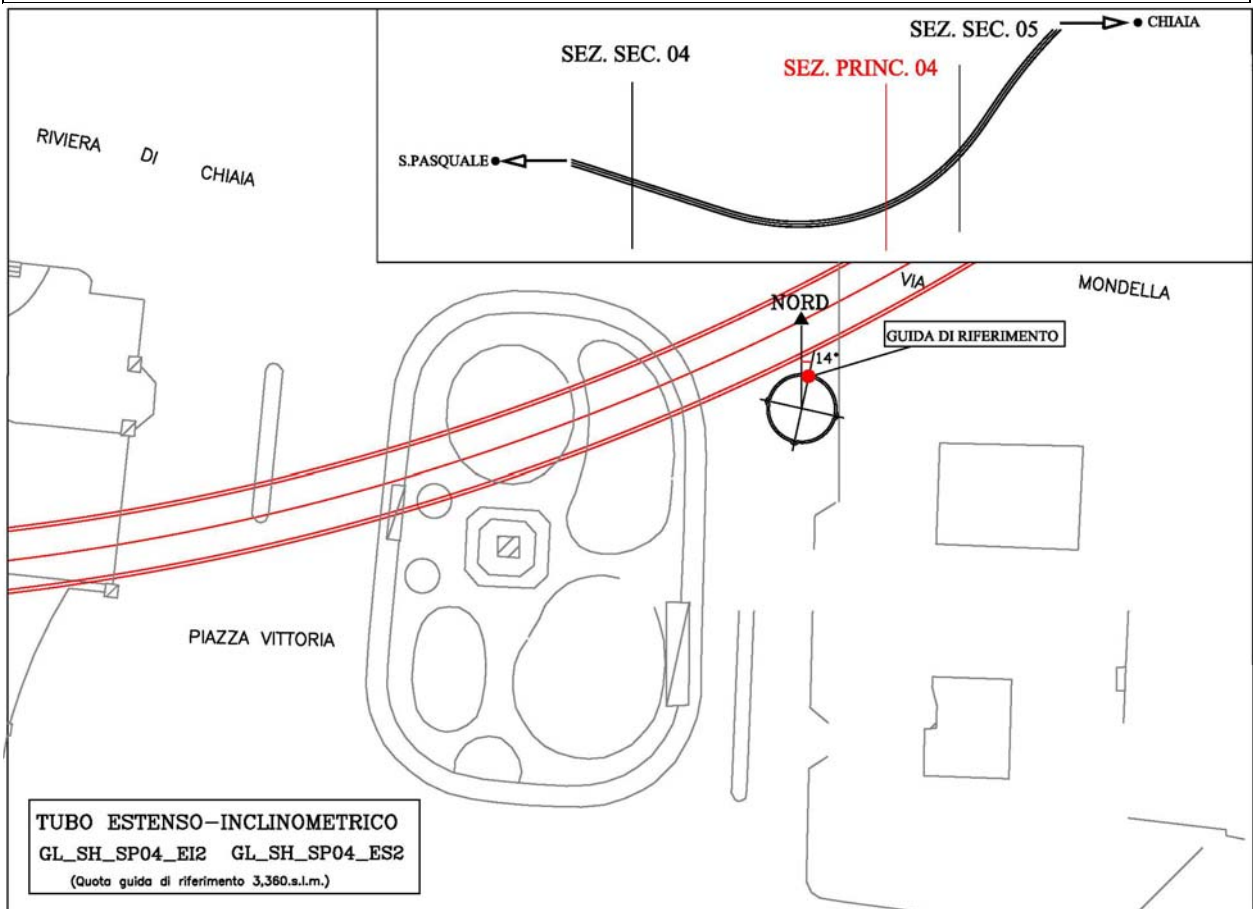 SEZ. SEC. 04
SEZ. PRINC. 04
SEZ. SEC. 05
CHIAIA
S.PASQUALE
RIVIERA DI CHIAIA
VIA MONDELLA
NORD
14°
GUIDA DI RIFERIMENTO
PIAZZA VITTORIA
TUBO ESTENSO-INCLINOMETRICO
GL_SH_SP04_EI2 GL_SH_SP04_ES2
(Quota guida di riferimento 3,360.s.l.m.)